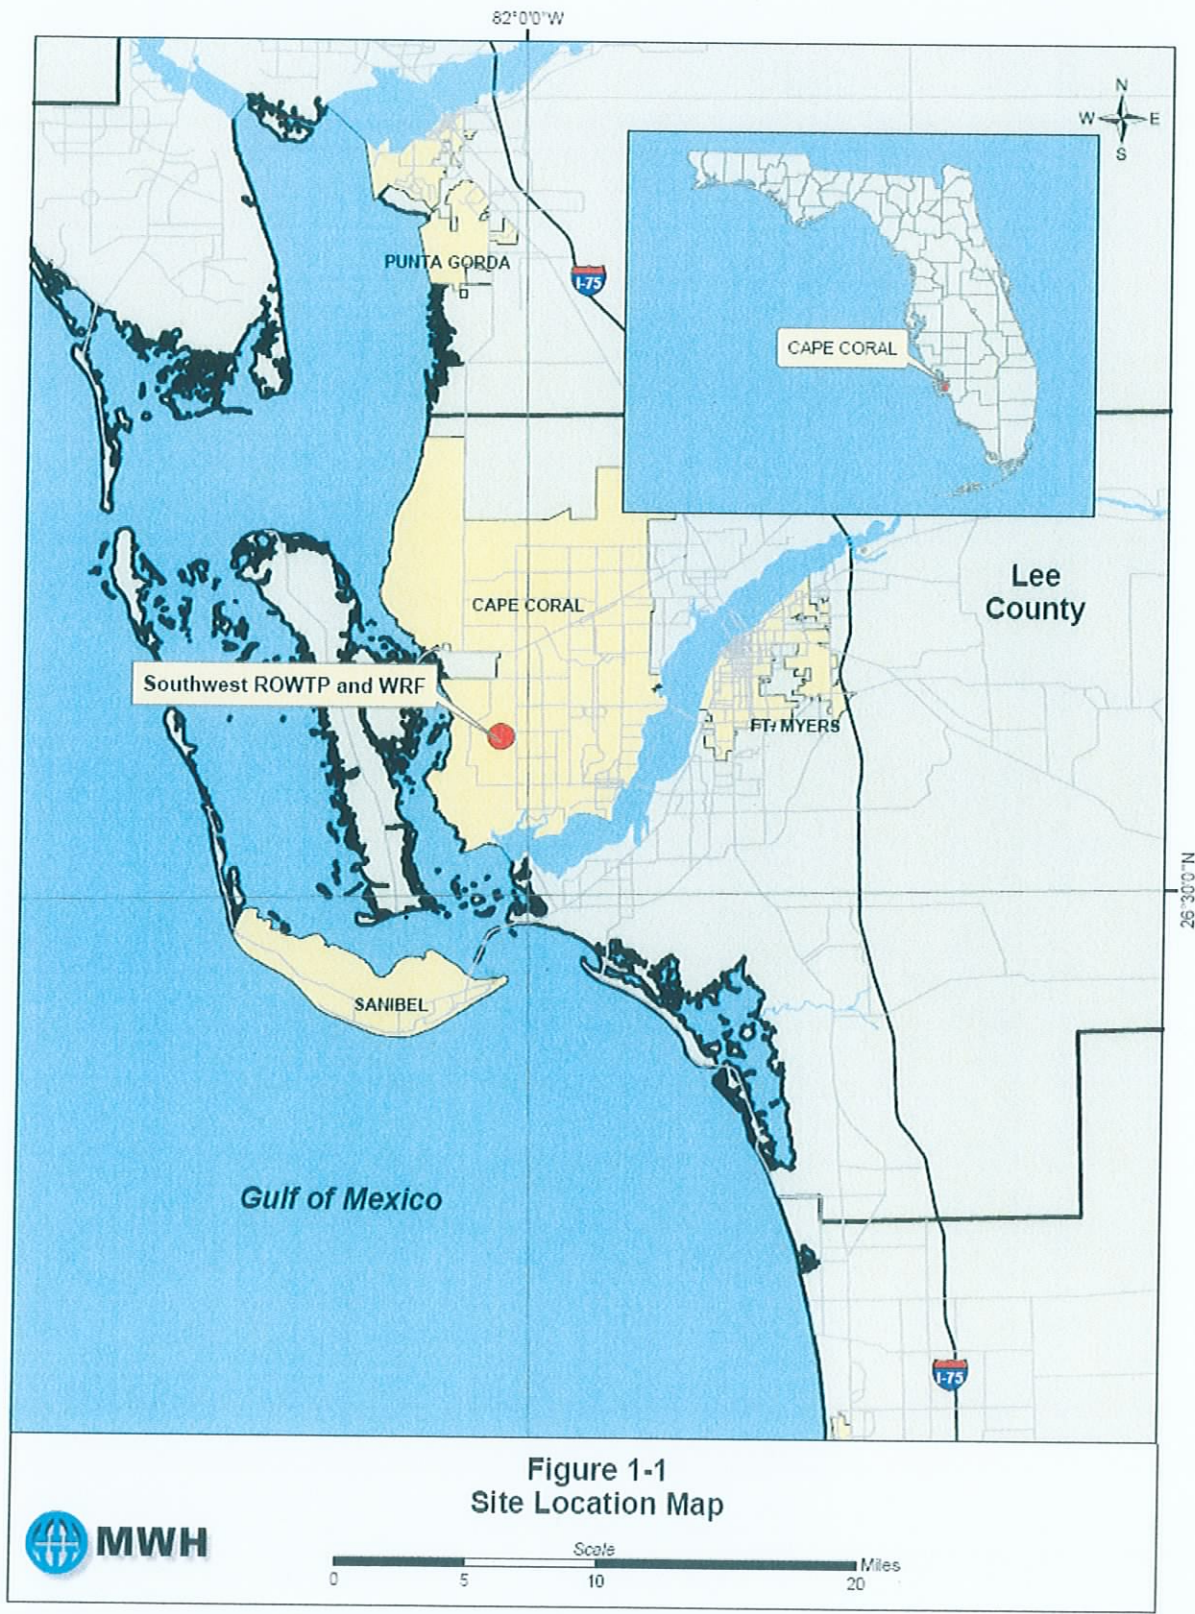 82°0'0"W
N
W E
S
PUNTA GORDA
I-75
CAPE CORAL
Lee
County
CAPE CORAL
Southwest ROWTP and WRF
FT. MYERS
26°30'0"N
SANIBEL
Gulf of Mexico
I-75
Figure 1-1
Site Location Map
MWH
Scale
Miles
0 5 10 20